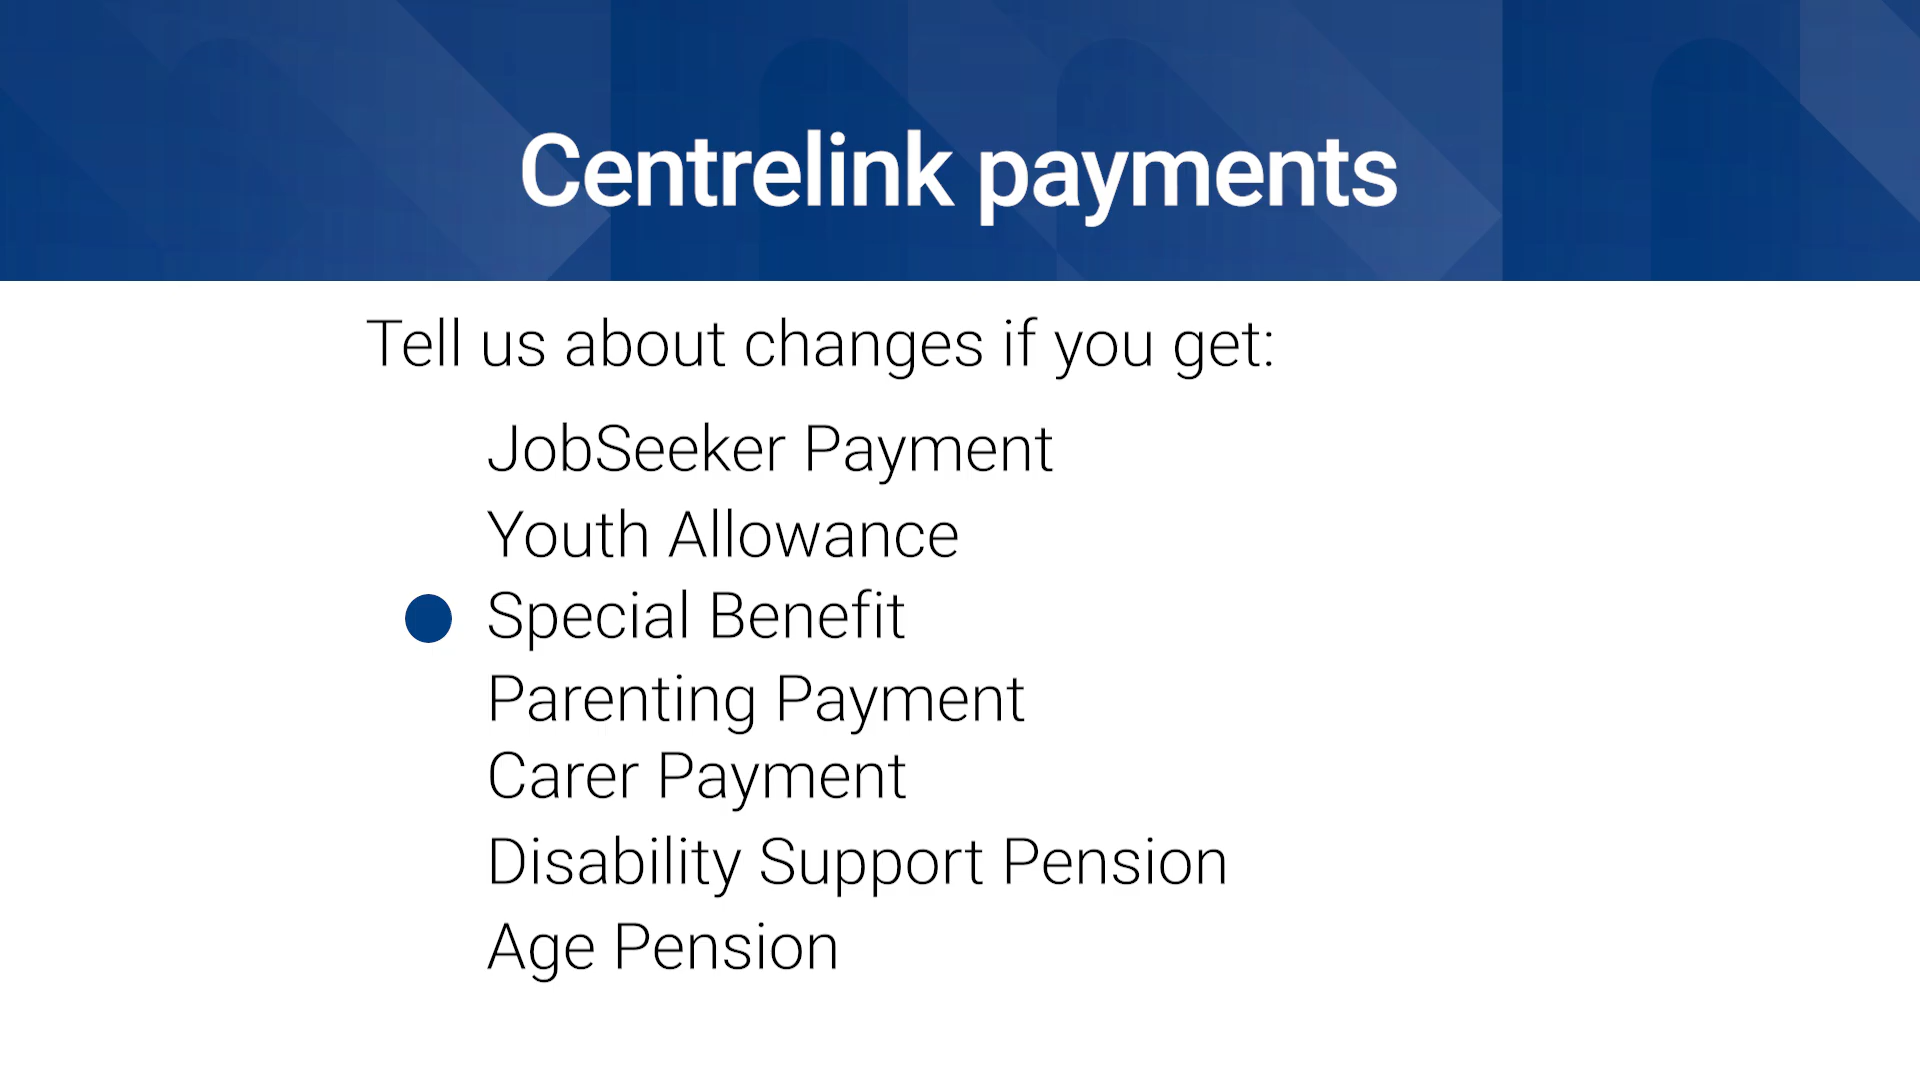 Centrelink payments
Tell us about changes if you get:
JobSeeker Payment
Youth Allowance
Special Benefit
Parenting Payment
Carer Payment
Disability Support Pension
Age Pension